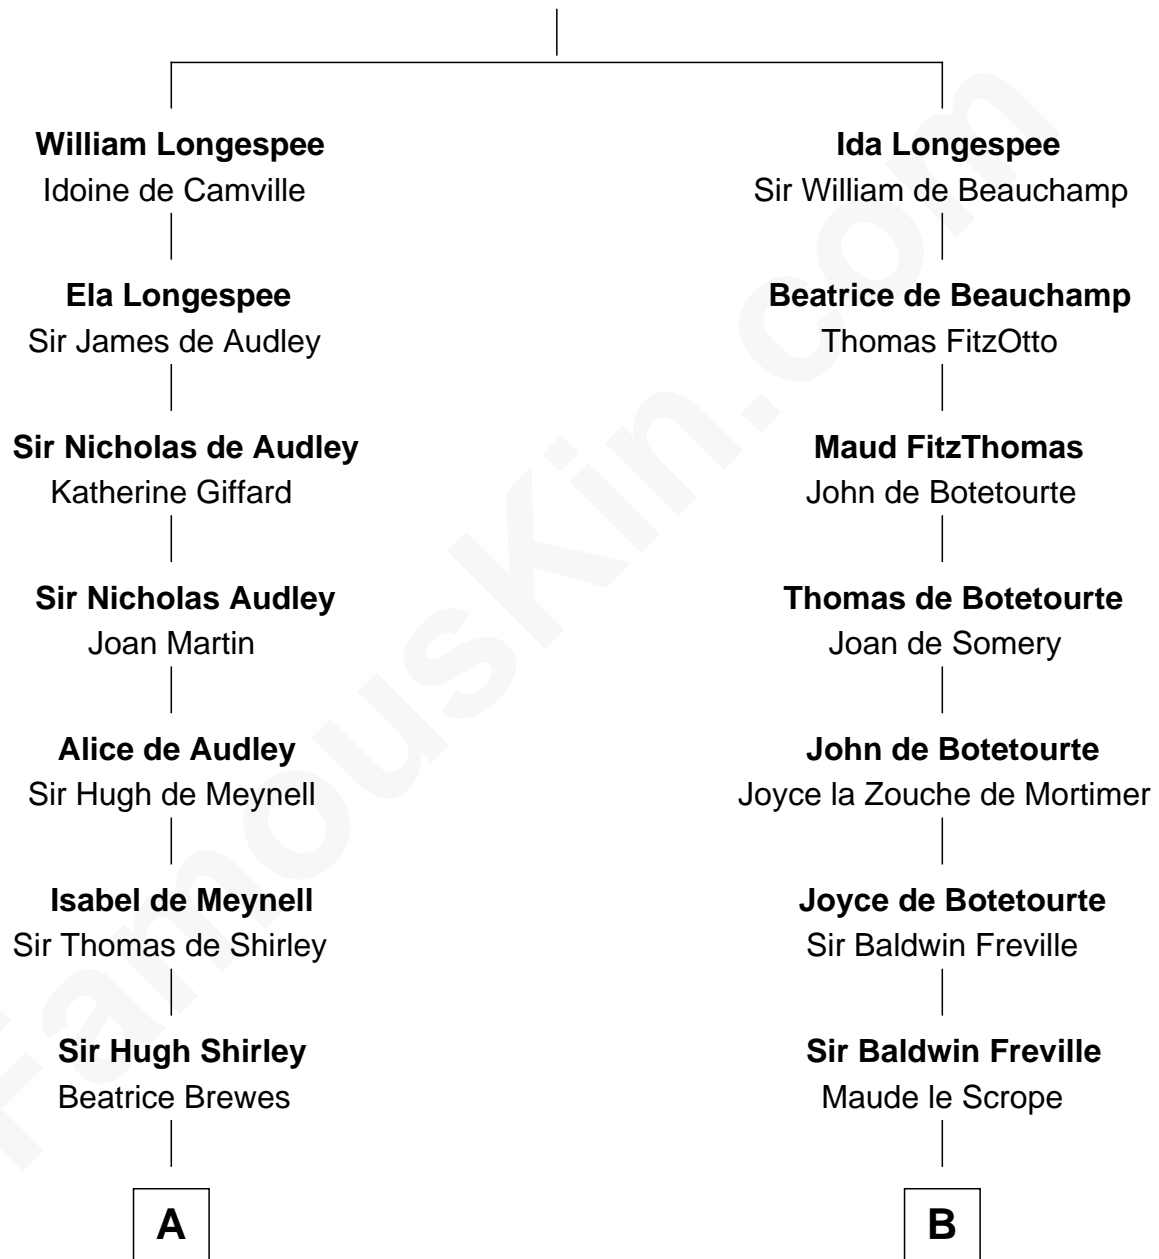 William Longespee
Idoine de Camville
Ela Longespee
Sir James de Audley
Sir Nicholas de Audley
Katherine Giffard
Sir Nicholas Audley
Joan Martin
Alice de Audley
Sir Hugh de Meynell
Isabel de Meynell
Sir Thomas de Shirley
Sir Hugh Shirley
Beatrice Brewes
A
Ida Longespee
Sir William de Beauchamp
Beatrice de Beauchamp
Thomas FitzOtto
Maud FitzThomas
John de Botetourte
Thomas de Botetourte
Joan de Somery
John de Botetourte
Joyce la Zouche de Mortimer
Joyce de Botetourte
Sir Baldwin Freville
Sir Baldwin Freville
Maude le Scrope
B
FamousKin.com